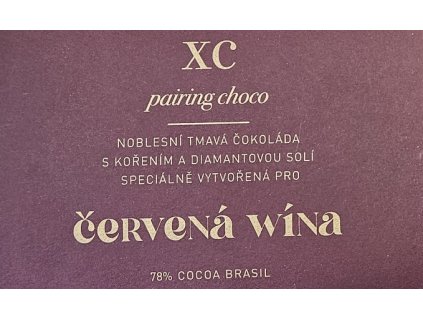 XC
pairing choco
NOBLESNÍ TMAVÁ ČOKOLÁDA
S KOŘENÍM A DIAMANTOVOU SOLÍ
SPECIÁLNĚ VYTVOŘENÁ PRO
červená wína
78% COCOA BRASIL